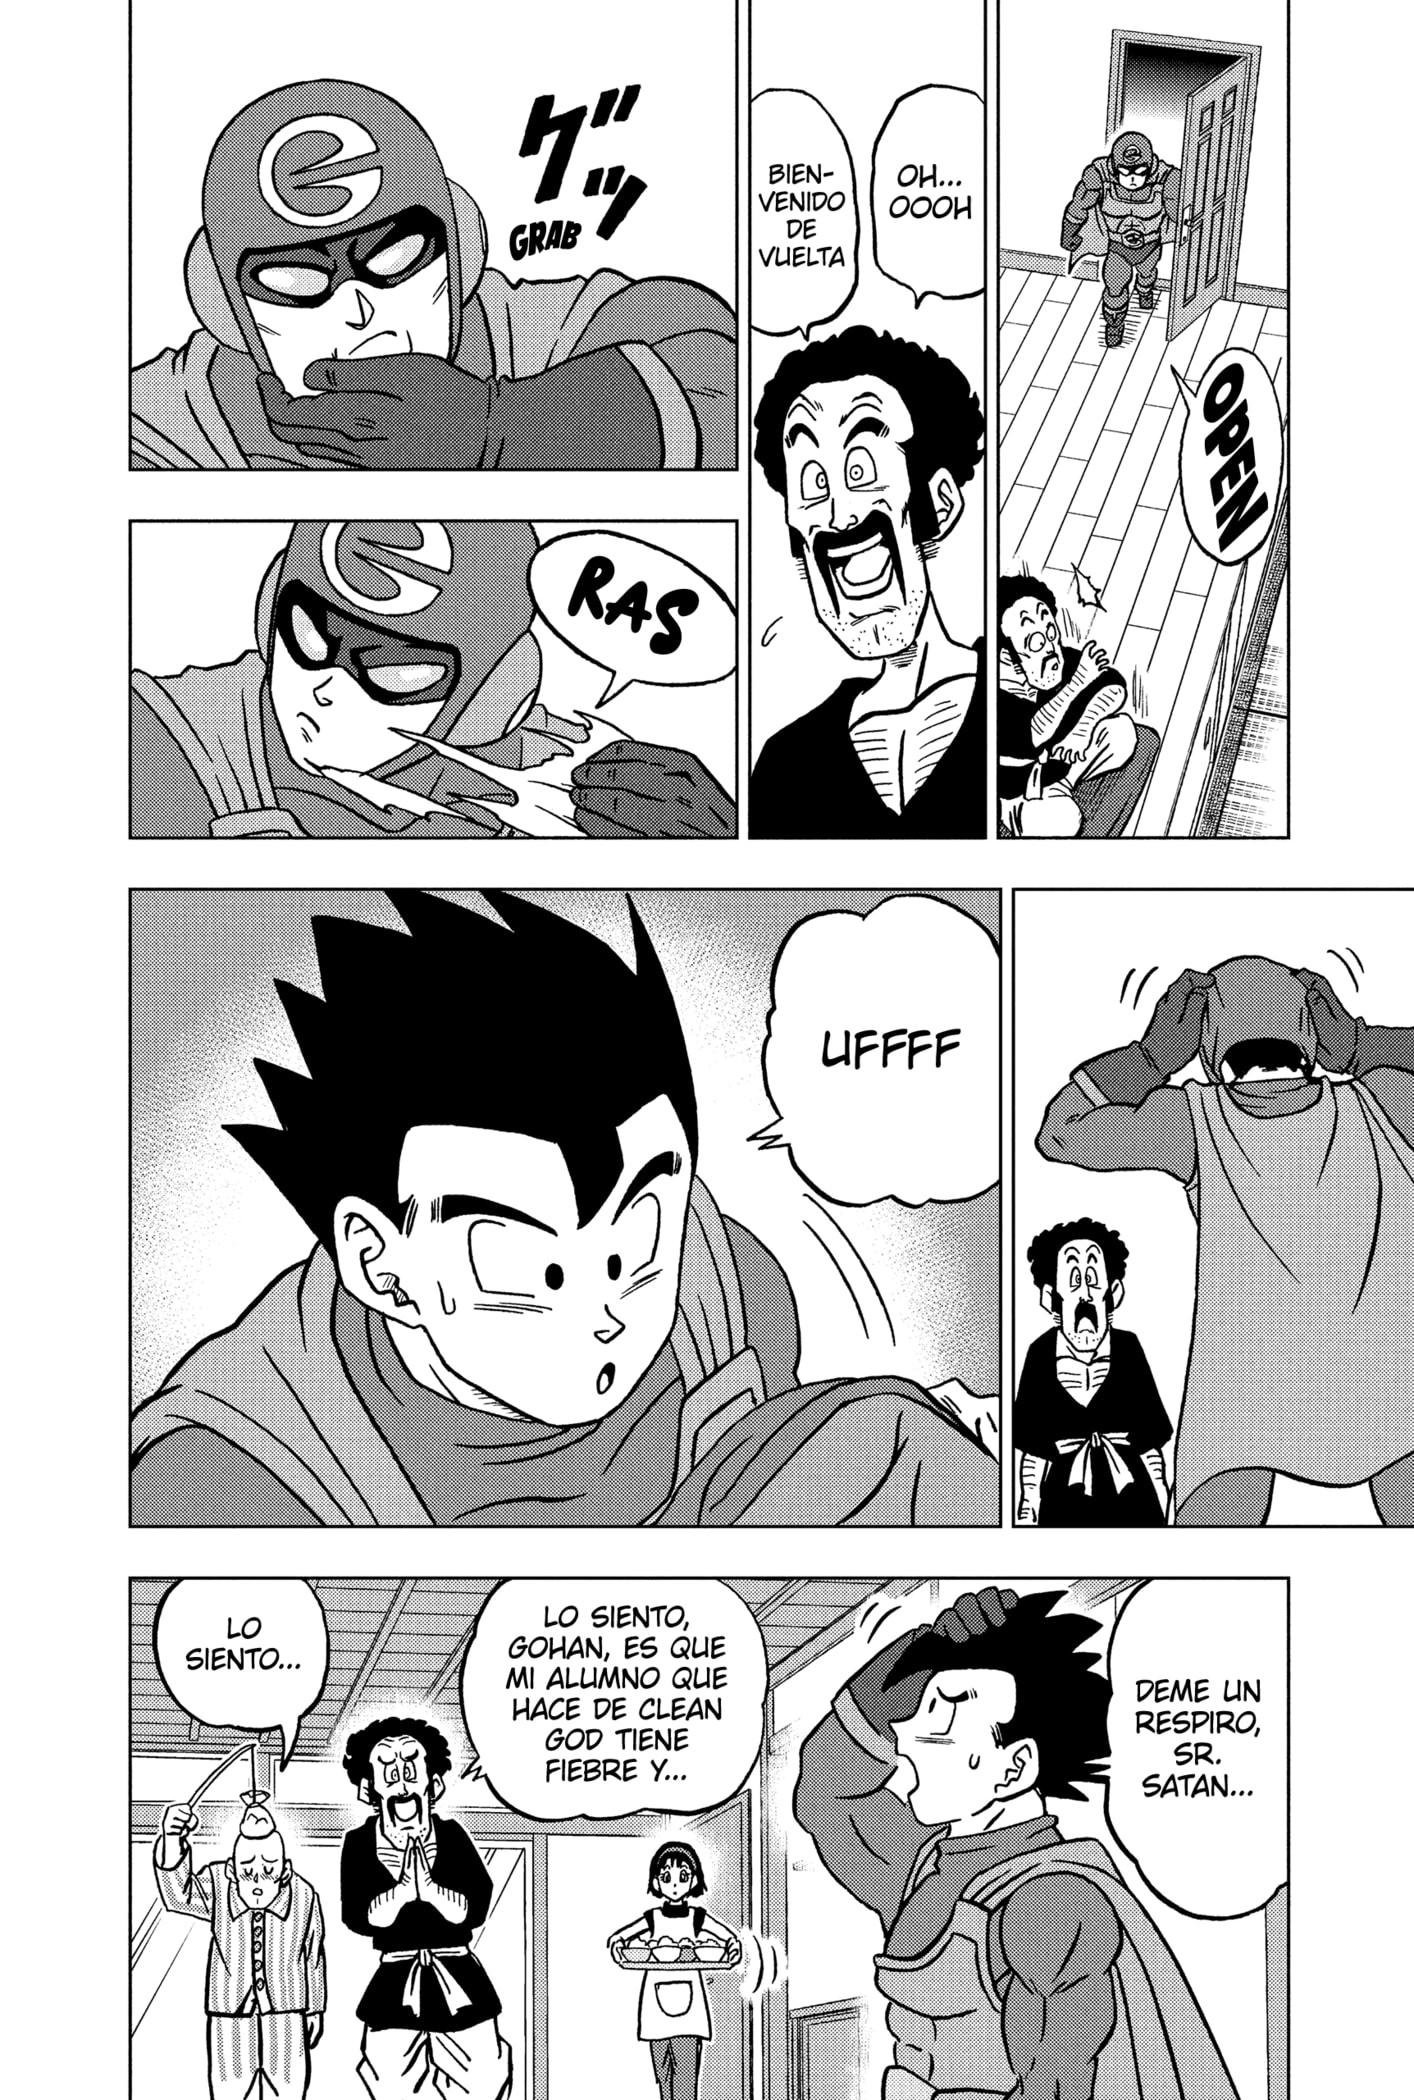 OPEN
OH...
OOOH
BIEN-
VENIDO
DE
VUELTA
グッ
GRAB
RAS
UFFFF
DEME UN
RESPIRO,
SR.
SATAN...
LO SIENTO,
GOHAN, ES QUE
MI ALUMNO QUE
HACE DE CLEAN
GOD TIENE
FIEBRE Y...
LO
SIENTO...